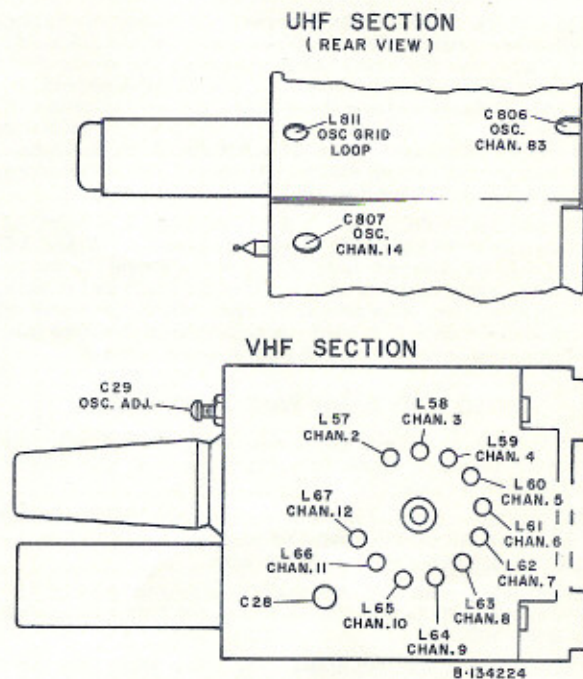 UHF SECTION
( REAR VIEW )
L811
OSC GRID
LOOP
C806
OSC.
CHAN. 83
C807
OSC.
CHAN. 14
VHF SECTION
C29
OSC. ADJ.
L57
CHAN. 2
L58
CHAN. 3
L59
CHAN. 4
L60
CHAN. 5
L61
CHAN. 6
L62
CHAN. 7
L63
CHAN. 8
L64
CHAN. 9
L65
CHAN. 10
L66
CHAN. 11
L67
CHAN. 12
C28
8-134224